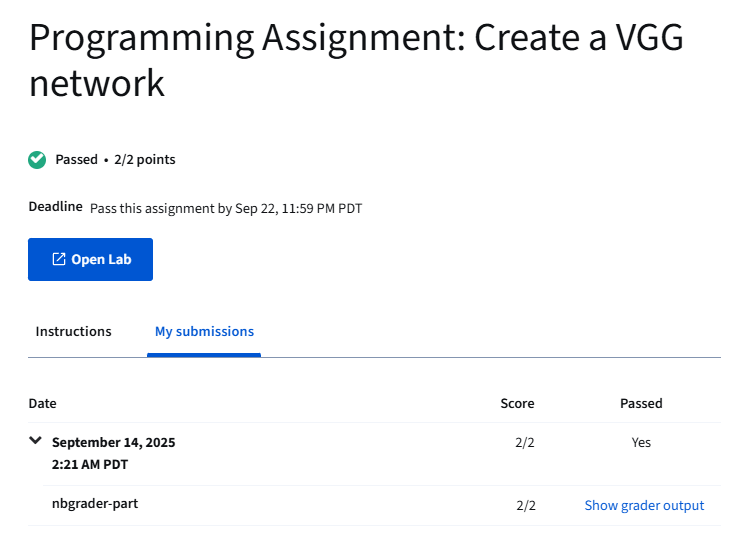 Programming Assignment: Create a VGG
network
Passed • 2/2 points
Deadline Pass this assignment by Sep 22, 11:59 PM PDT
Open Lab
Instructions My submissions
Date Score Passed
September 14, 2025 2/2 Yes
2:21 AM PDT
nbgrader-part 2/2 Show grader output